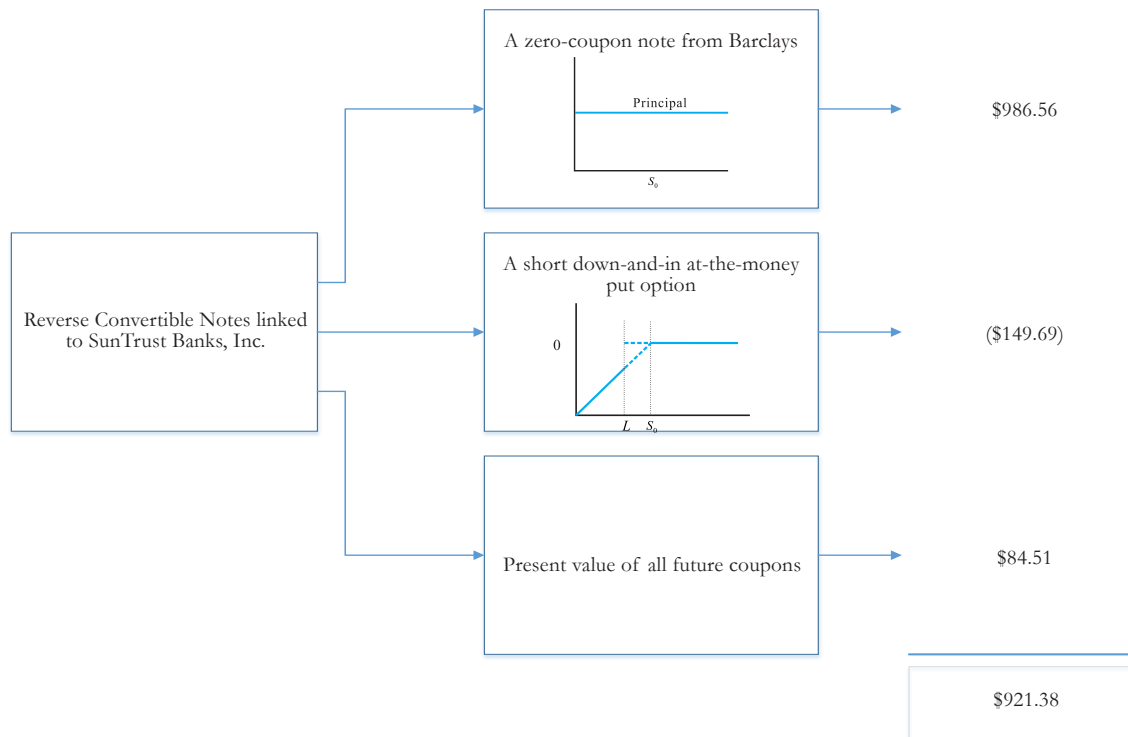 A zero-coupon note from Barclays
Principal
S₀
$986.56
Reverse Convertible Notes linked
to SunTrust Banks, Inc.
A short down-and-in at-the-money
put option
0
L S₀
($149.69)
Present value of all future coupons
$84.51
$921.38